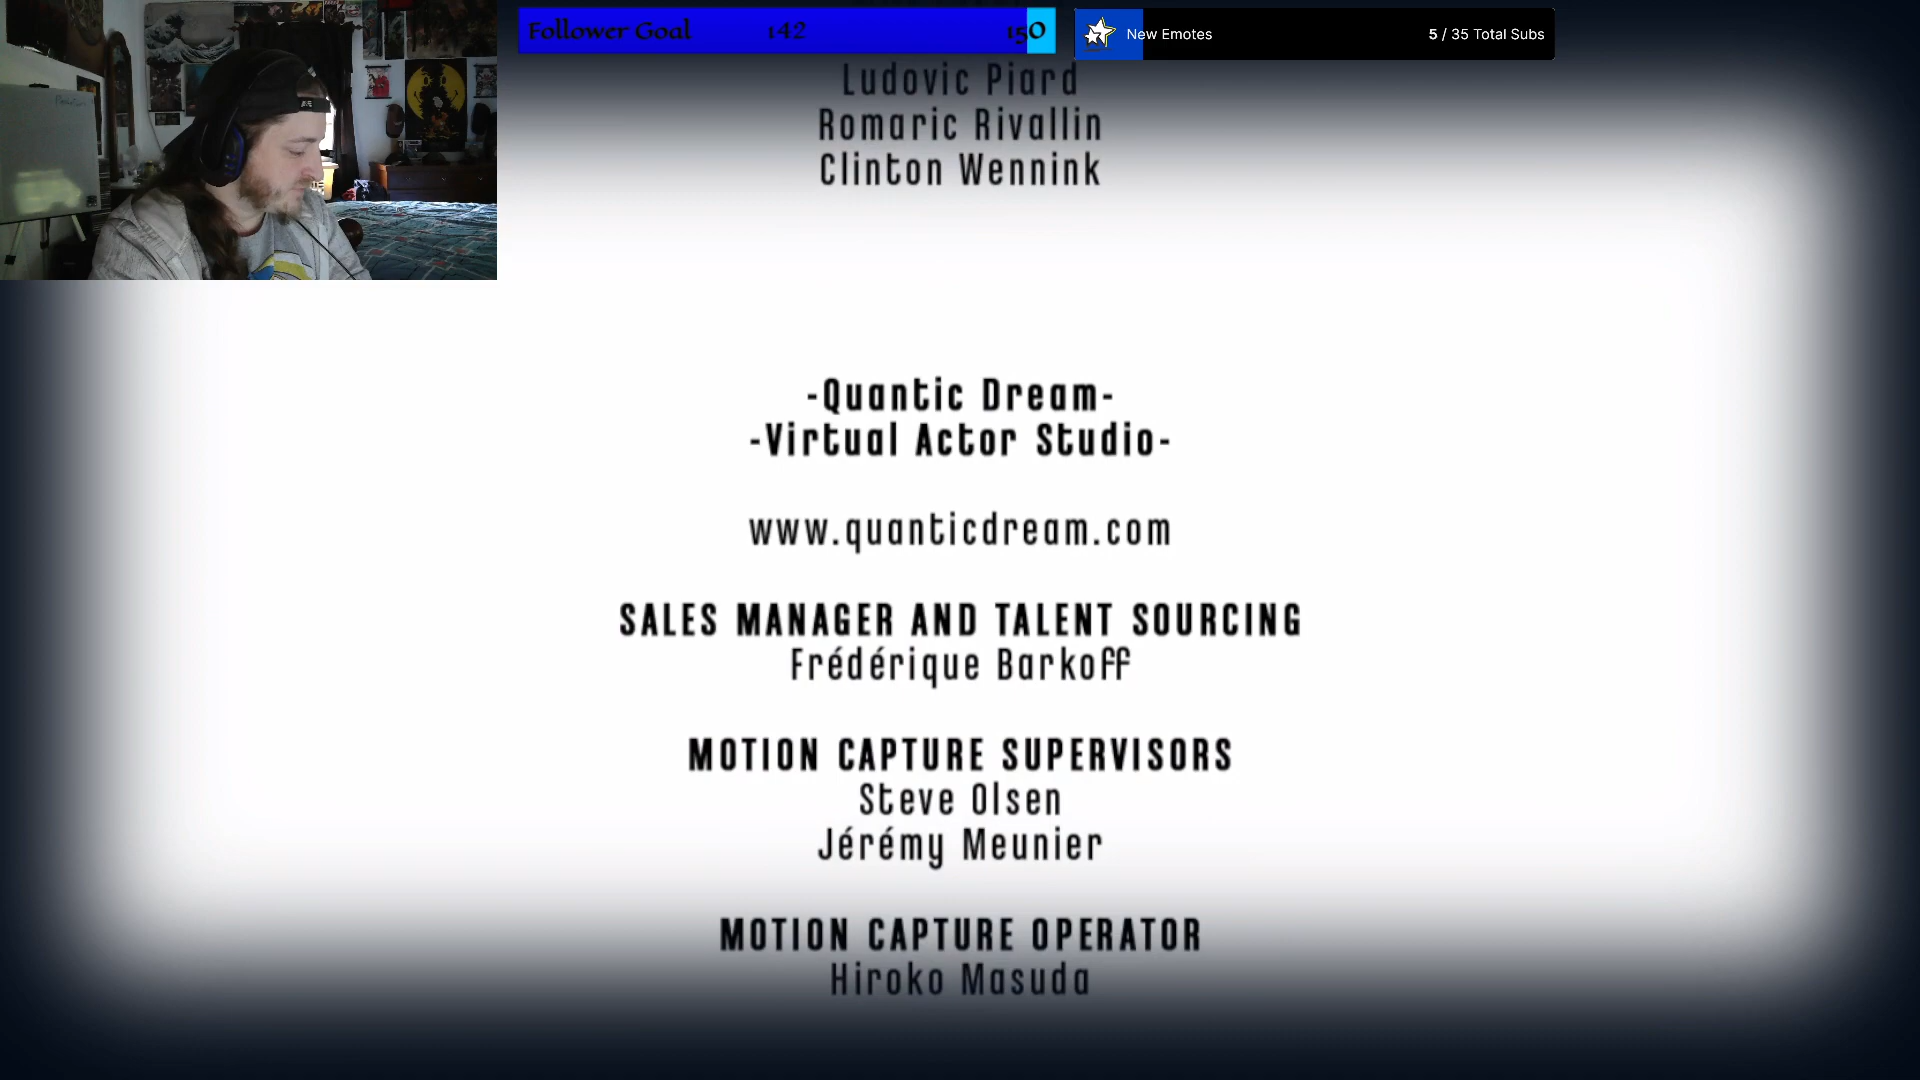 Follower Goal 142 150
New Emotes 5 / 35 Total Subs
Ludovic Piard
Romaric Rivallin
Clinton Wennink
-Quantic Dream-
-Virtual Actor Studio-
www.quanticdream.com
SALES MANAGER AND TALENT SOURCING
Frédérique Barkoff
MOTION CAPTURE SUPERVISORS
Steve Olsen
Jérémy Meunier
MOTION CAPTURE OPERATOR
Hiroko Masuda